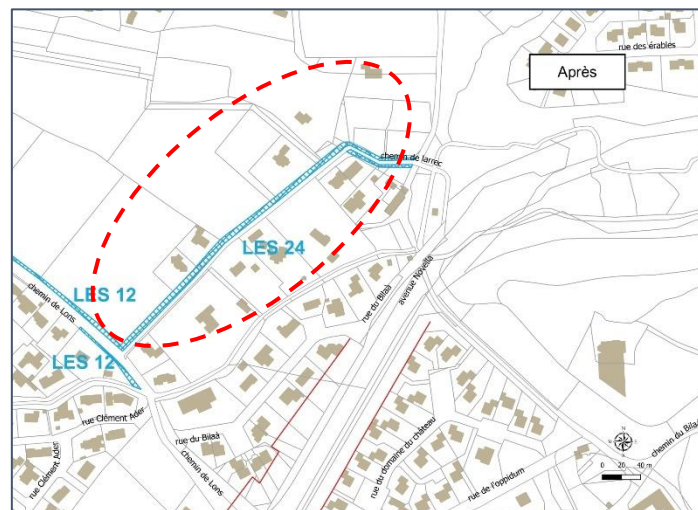 rue des érables
Après
chemin de larrec
LES 24
LES 12
chemin de Lons
LES 12
avenue Novella
rue du Bilaà
rue Clément Ader
rue Clément Ader
rue du Bilaà
chemin de Lons
rue du domaine du château
rue de l'oppidum
chemin du Bilaà
N
0 20 40 m